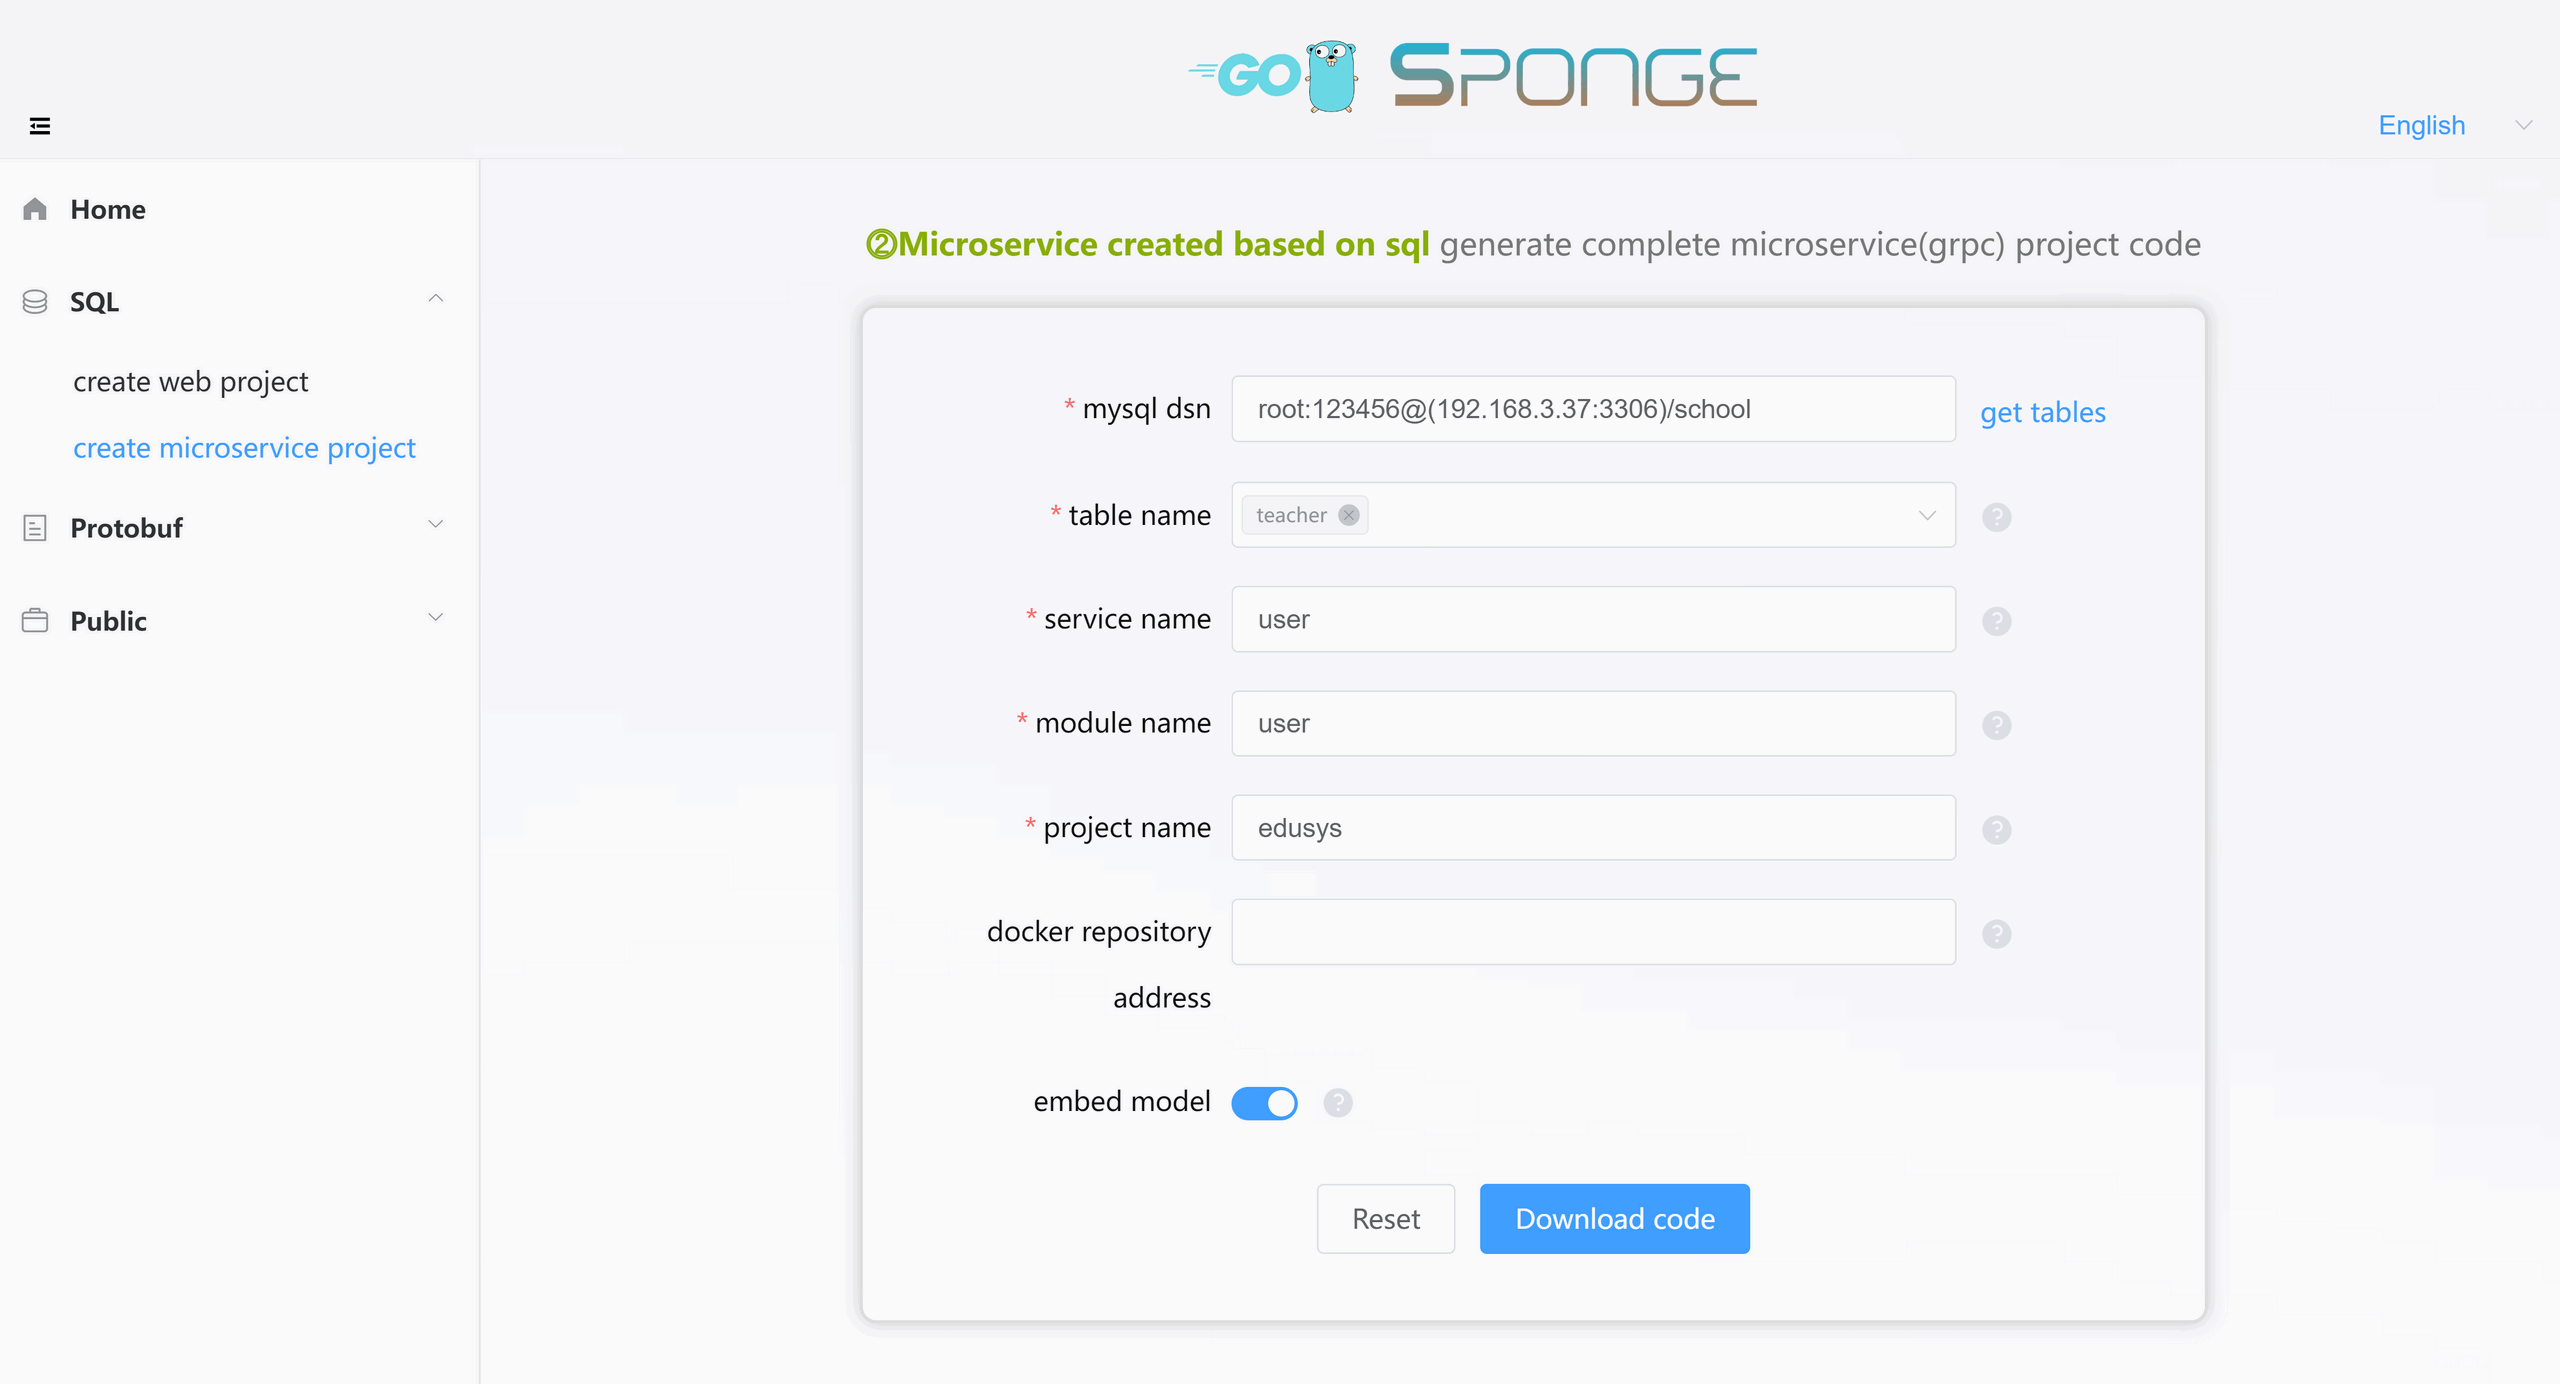 GO SPONGE
English
Home
SQL
create web project
create microservice project
Protobuf
Public
②Microservice created based on sql generate complete microservice(grpc) project code
* mysql dsn root:123456@(192.168.3.37:3306)/school get tables
* table name teacher
* service name user
* module name user
* project name edusys
docker repository
address
embed model
Reset Download code